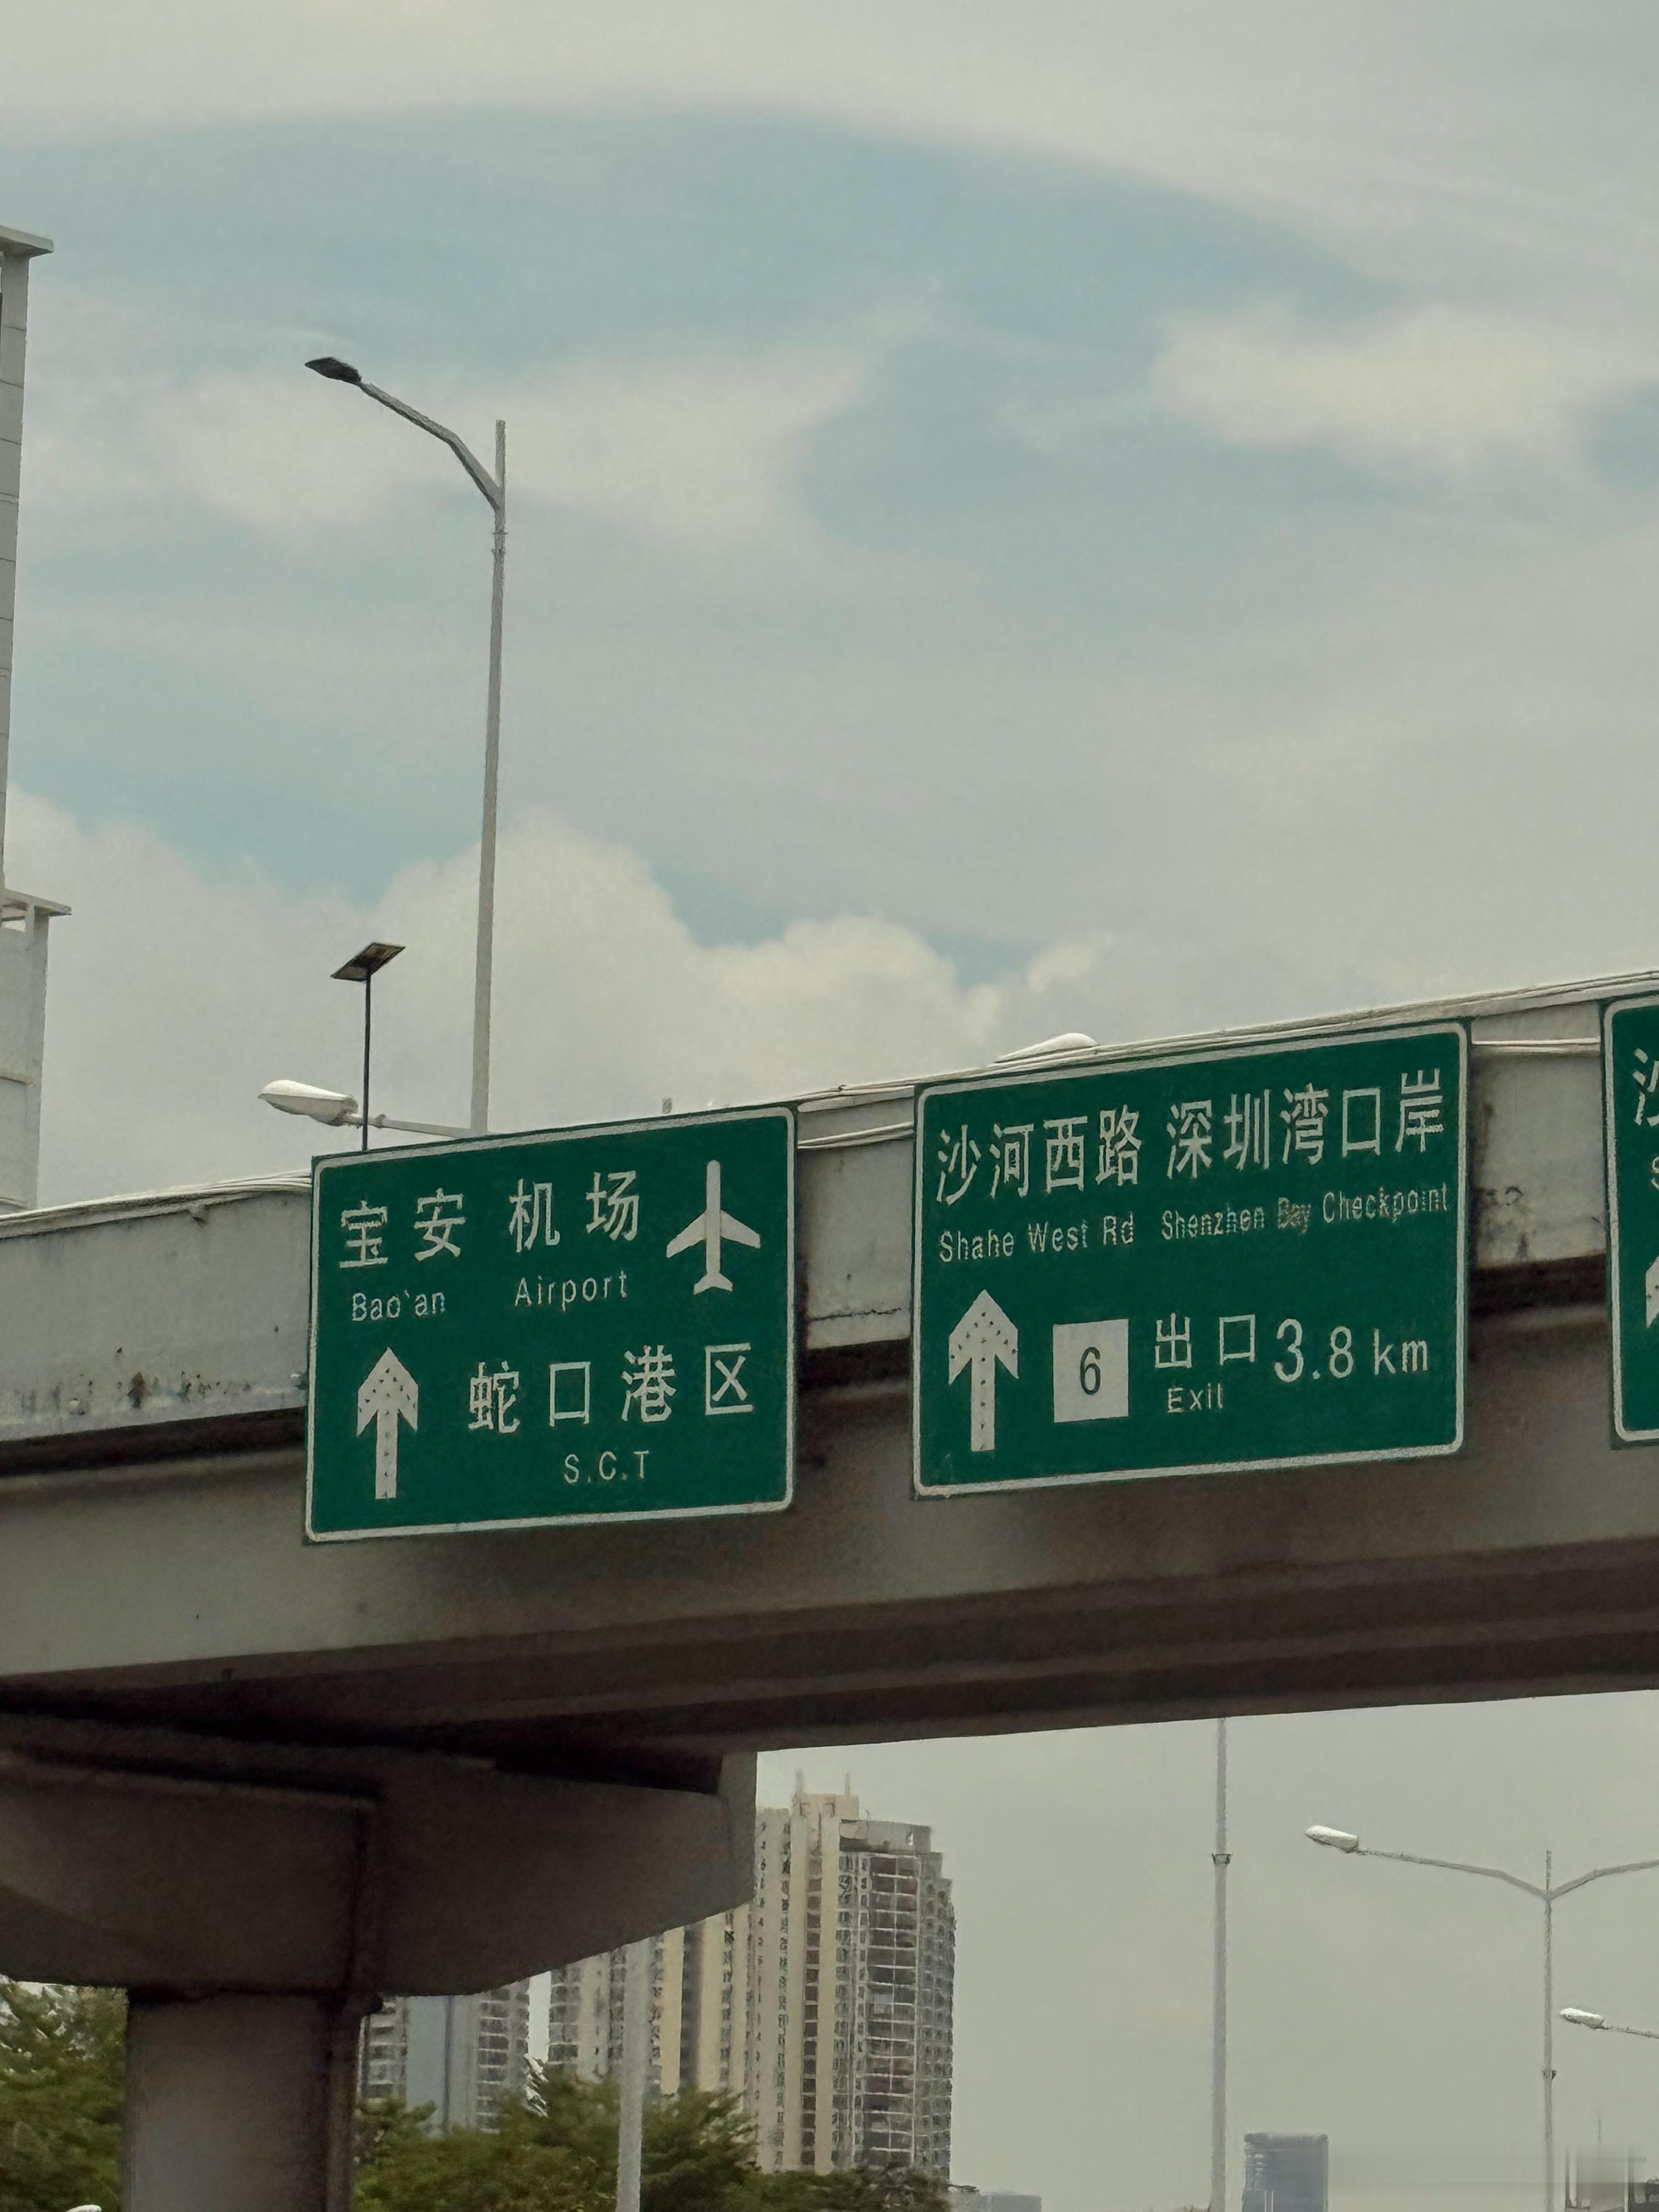 宝安 机场
Bao'an Airport
蛇口港区
S.C.T
沙河西路 深圳湾口岸
Shahe West Rd Shenzhen Bay Checkpoint
6 出口 3.8 km
Exit
沙
S